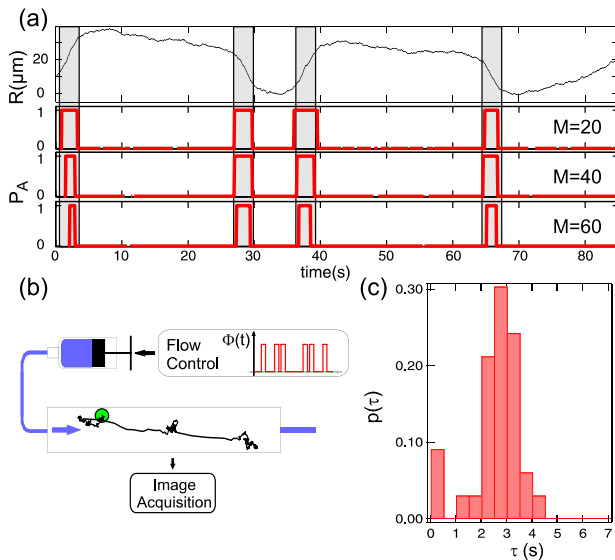 (a)
R(μm)
20
0
1
0
M=20
1
0
M=40
P_A
1
0
M=60
0 10 20 30 40 50 60 70 80
time(s)
(b)
Flow
Control
Φ(t)
Image
Acquisition
(c)
0.30
0.20
0.10
0.00
p(τ)
0 1 2 3 4 5 6 7
τ (s)